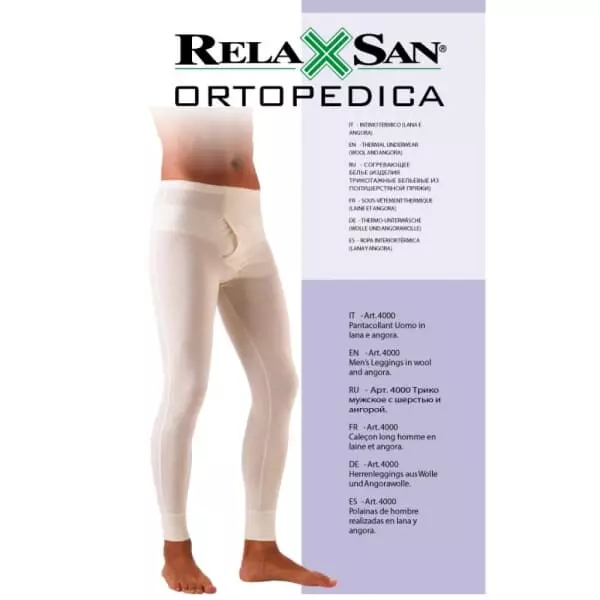 RELAXSAN®
ORTOPEDICA
IT - INTIMO TERMICO (LANA E
ANGORA)
EN - THERMAL UNDERWEAR
(WOOL AND ANGORA)
RU - СОГРЕВАЮЩЕЕ
БЕЛЬЕ (ИЗДЕЛИЯ
ТРИКОТАЖНЫЕ БЕЛЬЕВЫЕ ИЗ
ПОЛУШЕРСТЯНОЙ ПРЯЖИ)
FR - SOUS-VÊTEMENT THERMIQUE
(LAINE ET ANGORA)
DE - THERMO-UNTERWÄSCHE
(WOLLE UND ANGORAWOLLE)
ES - ROPA INTERIOR TÉRMICA
(LANA Y ANGORA)
IT - Art.4000
Pantacollant Uomo in
lana e angora.
EN - Art.4000
Men's Leggings in wool
and angora.
RU - Арт. 4000 Трико
мужское с шерстью и
ангорой.
FR - Art.4000
Caleçon long homme en
laine et angora.
DE - Art.4000
Herrenleggings aus Wolle
und Angorawolle.
ES - Art.4000
Polainas de hombre
realizadas en lana y
angora.